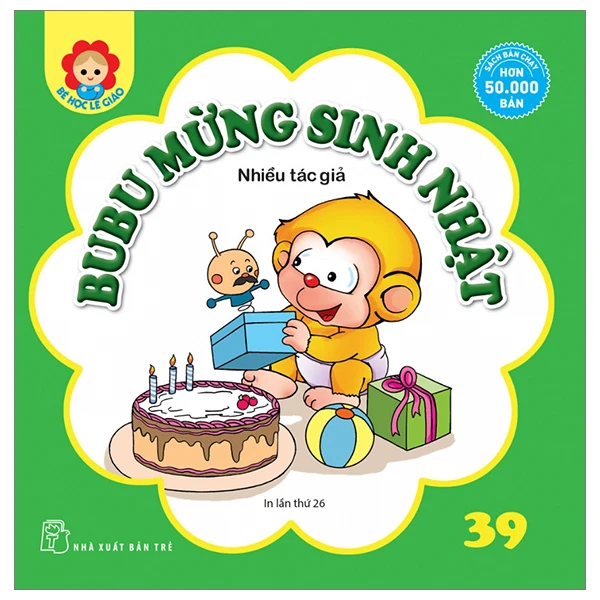 BÉ HỌC LỄ GIÁO
SÁCH BÁN CHẠY
HƠN
50.000
BẢN
BUBU MỪNG SINH NHẬT
Nhiều tác giả
In lần thứ 26
NHÀ XUẤT BẢN TRẺ
39